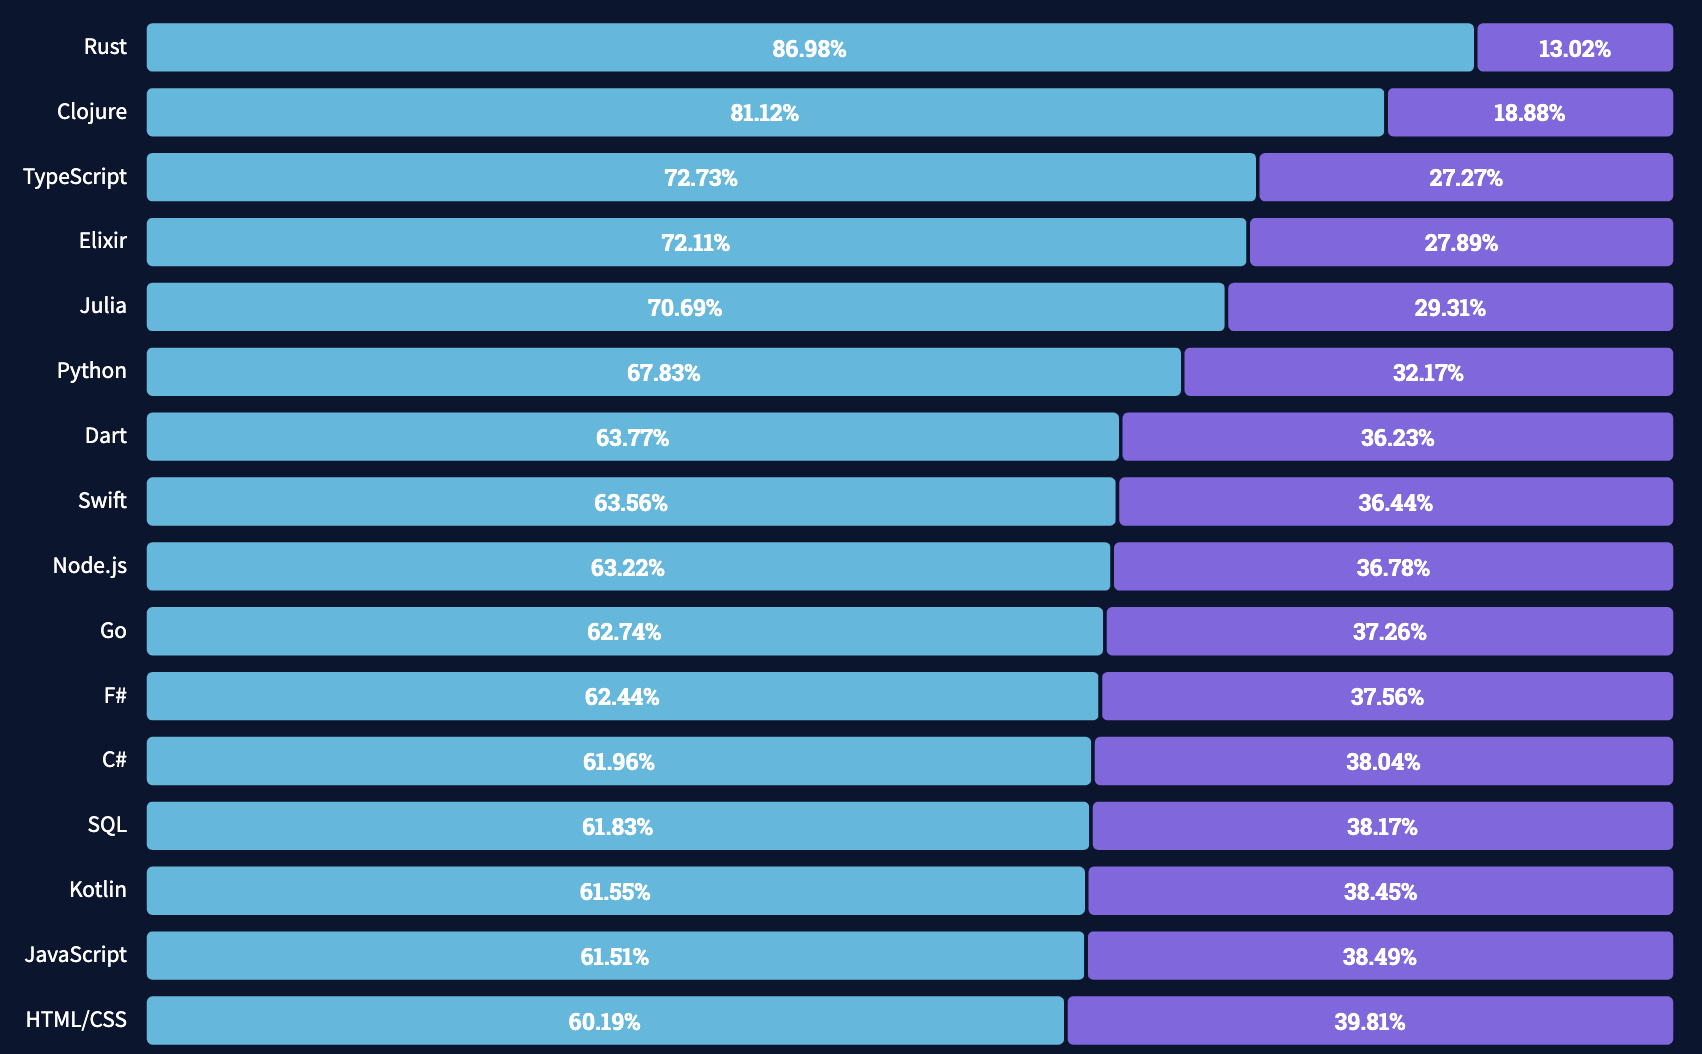 Rust 86.98% 13.02%
Clojure 81.12% 18.88%
TypeScript 72.73% 27.27%
Elixir 72.11% 27.89%
Julia 70.69% 29.31%
Python 67.83% 32.17%
Dart 63.77% 36.23%
Swift 63.56% 36.44%
Node.js 63.22% 36.78%
Go 62.74% 37.26%
F# 62.44% 37.56%
C# 61.96% 38.04%
SQL 61.83% 38.17%
Kotlin 61.55% 38.45%
JavaScript 61.51% 38.49%
HTML/CSS 60.19% 39.81%